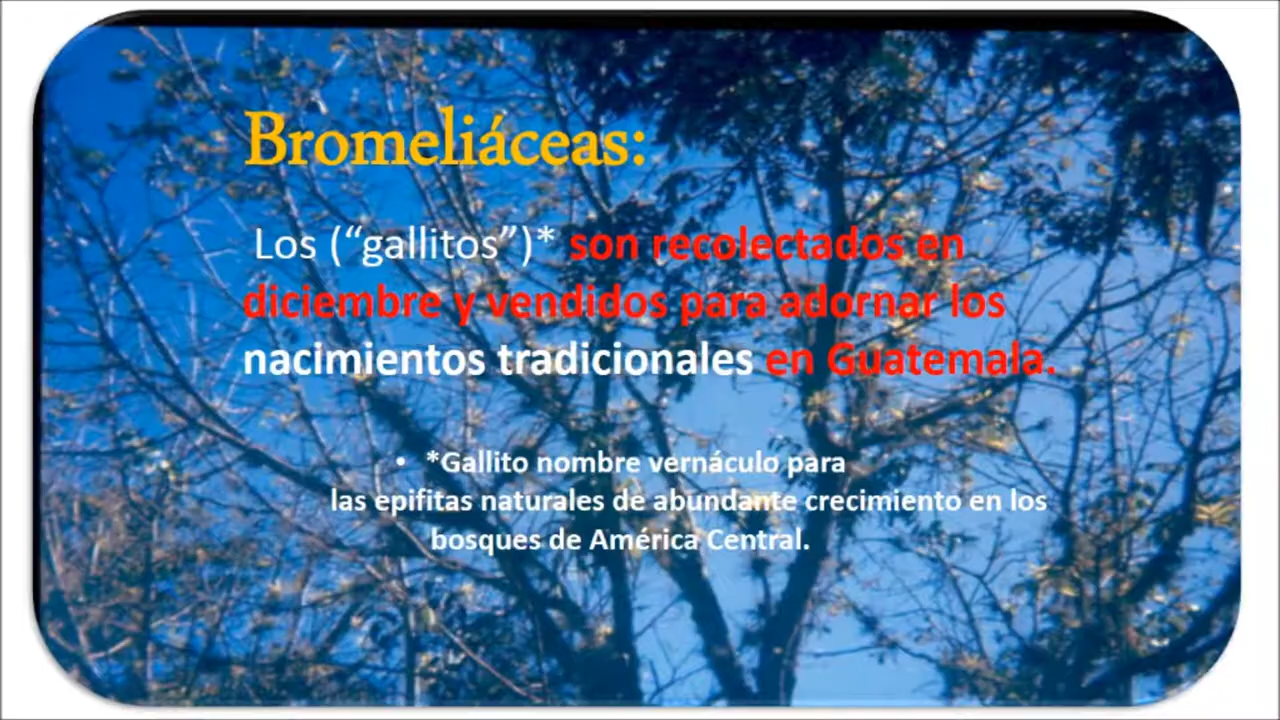 Bromeliáceas:
Los (“gallitos”)* son recolectados en
diciembre y vendidos para adornar los
nacimientos tradicionales en Guatemala.
• *Gallito nombre vernáculo para
las epifitas naturales de abundante crecimiento en los
bosques de América Central.